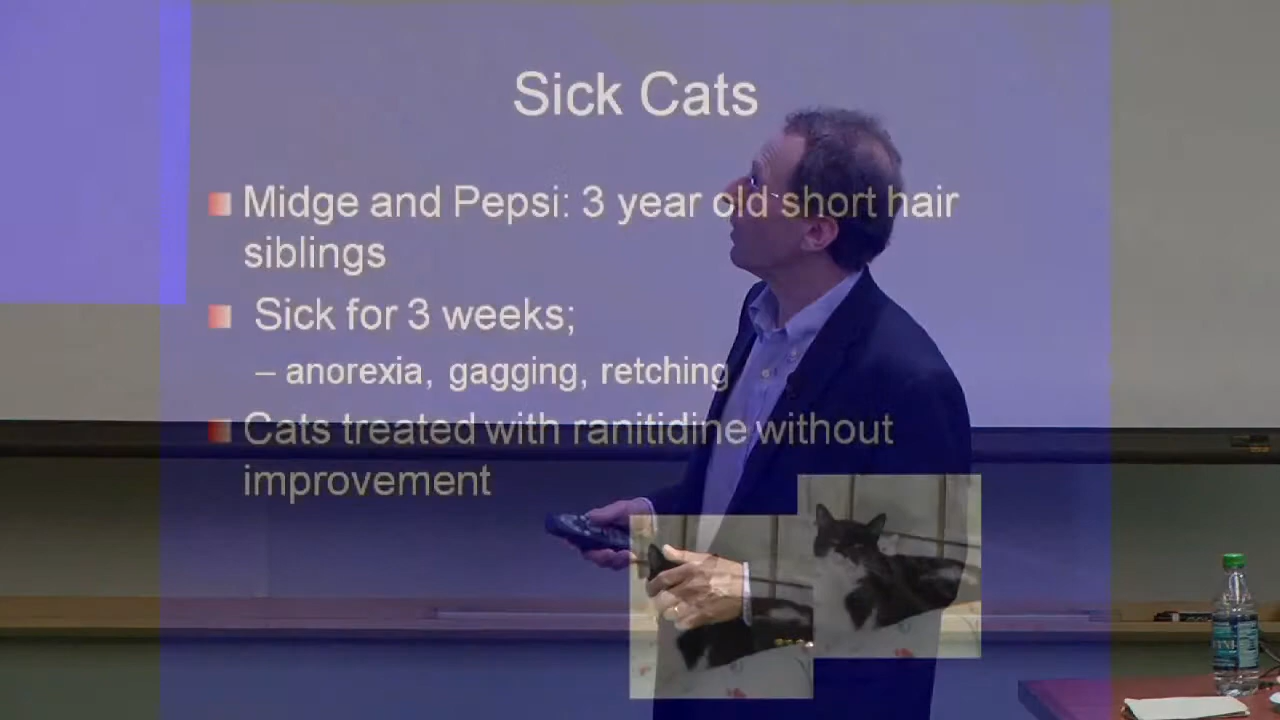 Sick Cats
Midge and Pepsi: 3 year old short hair
siblings
Sick for 3 weeks;
– anorexia, gagging, retching
Cats treated with ranitidine without
improvement